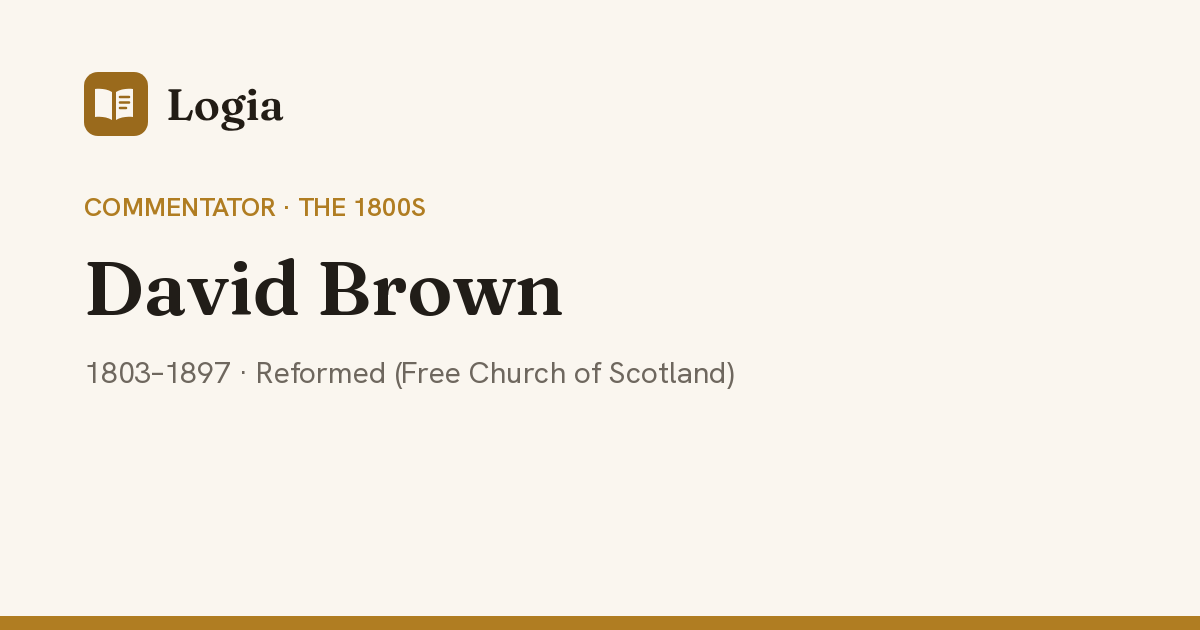 Logia
COMMENTATOR · THE 1800S
David Brown
1803–1897 · Reformed (Free Church of Scotland)